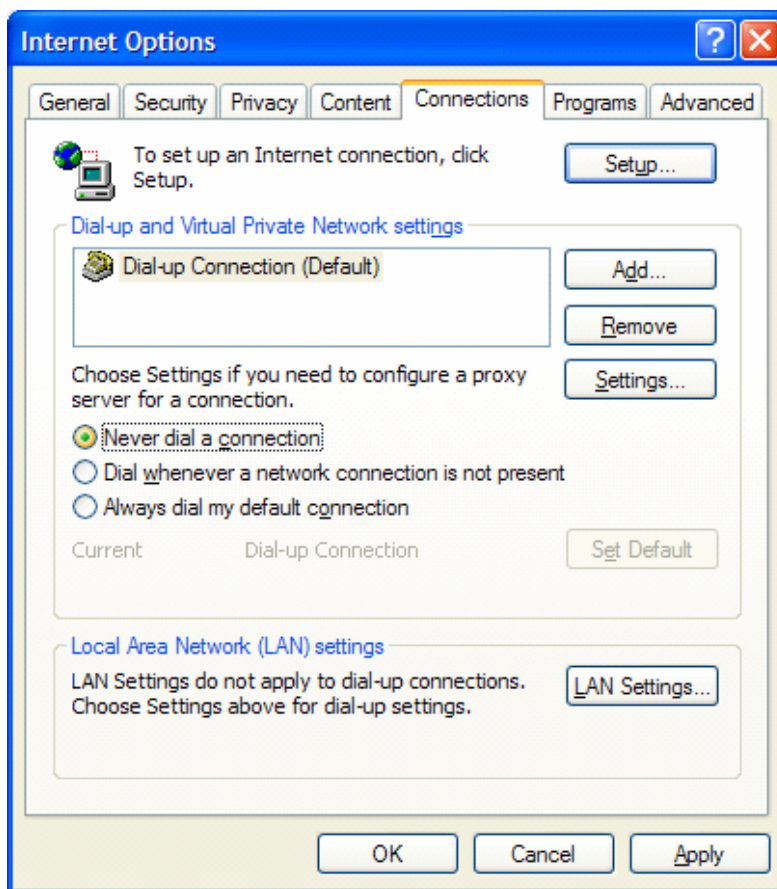 Internet Options
?
General Security Privacy Content Connections Programs Advanced
To set up an Internet connection, click
Setup.
Setup...
Dial-up and Virtual Private Network settings
Dial-up Connection (Default)
Add...
Remove
Choose Settings if you need to configure a proxy
server for a connection.
Settings...
Never dial a connection
Dial whenever a network connection is not present
Always dial my default connection
Current Dial-up Connection Set Default
Local Area Network (LAN) settings
LAN Settings do not apply to dial-up connections.
Choose Settings above for dial-up settings.
LAN Settings...
OK Cancel Apply